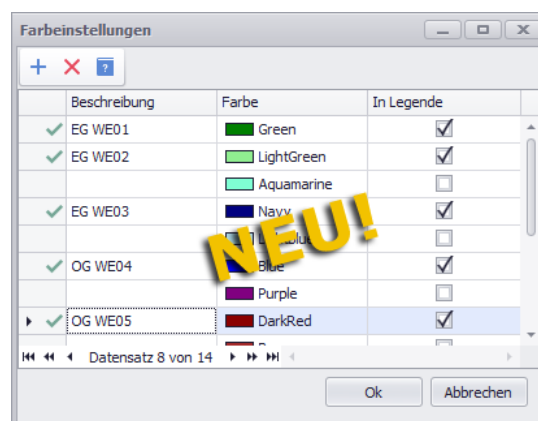 Farbeinstellungen
Beschreibung Farbe In Legende
EG WE01 Green
EG WE02 LightGreen
Aquamarine
EG WE03 Navy
NEU!
OG WE04 Blue
Purple
OG WE05 DarkRed
Datensatz 8 von 14
Ok Abbrechen